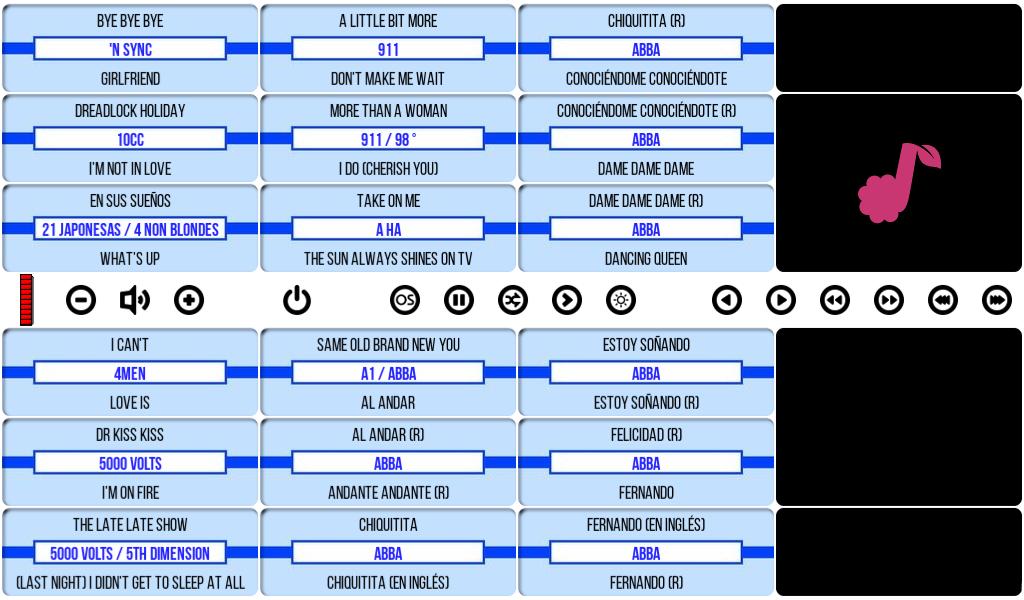 BYE BYE BYE
'N SYNC
GIRLFRIEND
DREADLOCK HOLIDAY
10CC
I'M NOT IN LOVE
EN SUS SUEÑOS
21 JAPONESAS / 4 NON BLONDES
WHAT'S UP
A LITTLE BIT MORE
911
DON'T MAKE ME WAIT
MORE THAN A WOMAN
911 / 98°
I DO (CHERISH YOU)
TAKE ON ME
A HA
THE SUN ALWAYS SHINES ON TV
CHIQUITITA (R)
ABBA
CONOCIÉNDOME CONOCIÉNDOTE
CONOCIÉNDOME CONOCIÉNDOTE (R)
ABBA
DAME DAME DAME
DAME DAME DAME (R)
ABBA
DANCING QUEEN
OS
I CAN'T
4MEN
LOVE IS
DR KISS KISS
5000 VOLTS
I'M ON FIRE
THE LATE LATE SHOW
5000 VOLTS / 5TH DIMENSION
(LAST NIGHT) I DIDN'T GET TO SLEEP AT ALL
SAME OLD BRAND NEW YOU
A1 / ABBA
AL ANDAR
AL ANDAR (R)
ABBA
ANDANTE ANDANTE (R)
CHIQUITITA
ABBA
CHIQUITITA (EN INGLÉS)
ESTOY SOÑANDO
ABBA
ESTOY SOÑANDO (R)
FELICIDAD (R)
ABBA
FERNANDO
FERNANDO (EN INGLÉS)
ABBA
FERNANDO (R)